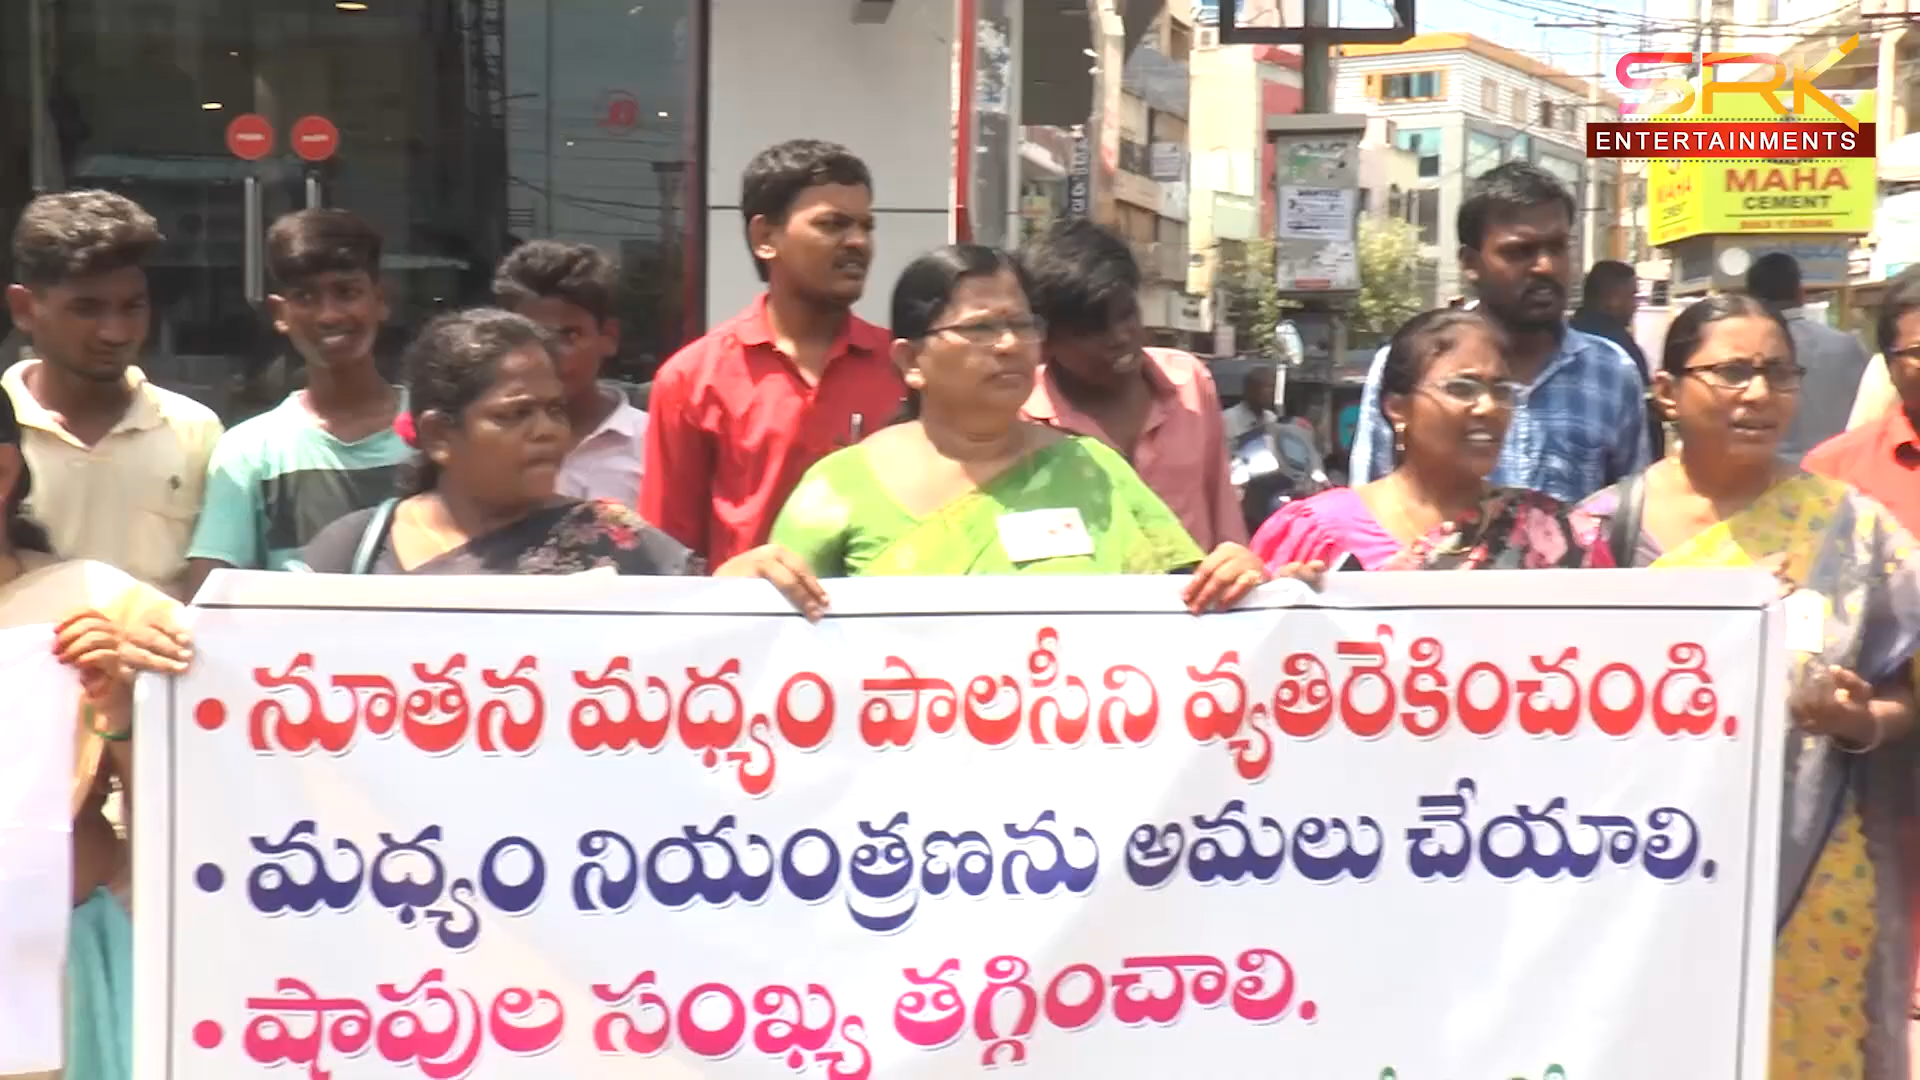 SRK
ENTERTAINMENTS
MAHA
CEMENT
• నూతన మద్యం పాలసీని వ్యతిరేకించండి.
• మద్యం నియంత్రణను అమలు చేయాలి.
• షాపుల సంఖ్య తగ్గించాలి.